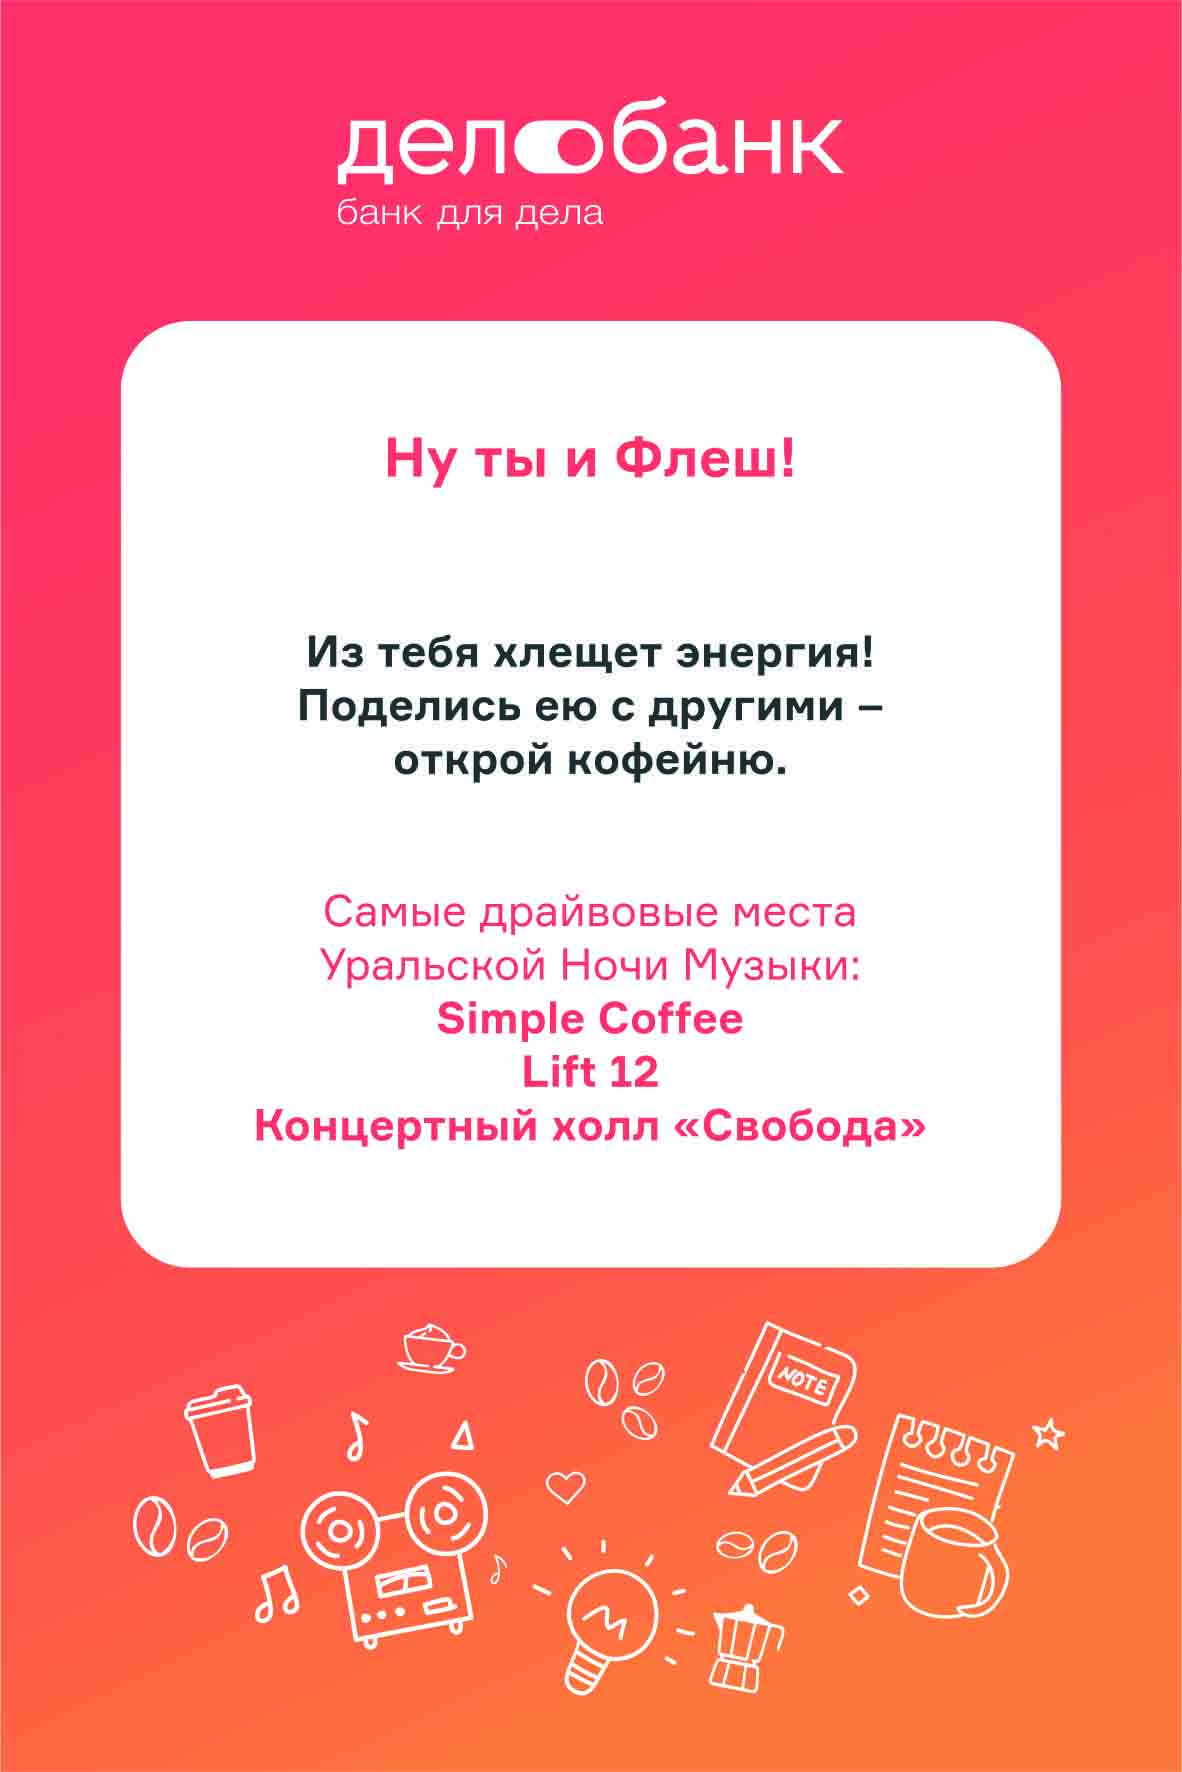 делобанк
банк для дела
Ну ты и Флеш!
Из тебя хлещет энергия!
Поделись ею с другими –
открой кофейню.
Самые драйвовые места
Уральской Ночи Музыки:
Simple Coffee
Lift 12
Концертный холл «Свобода»
NOTE